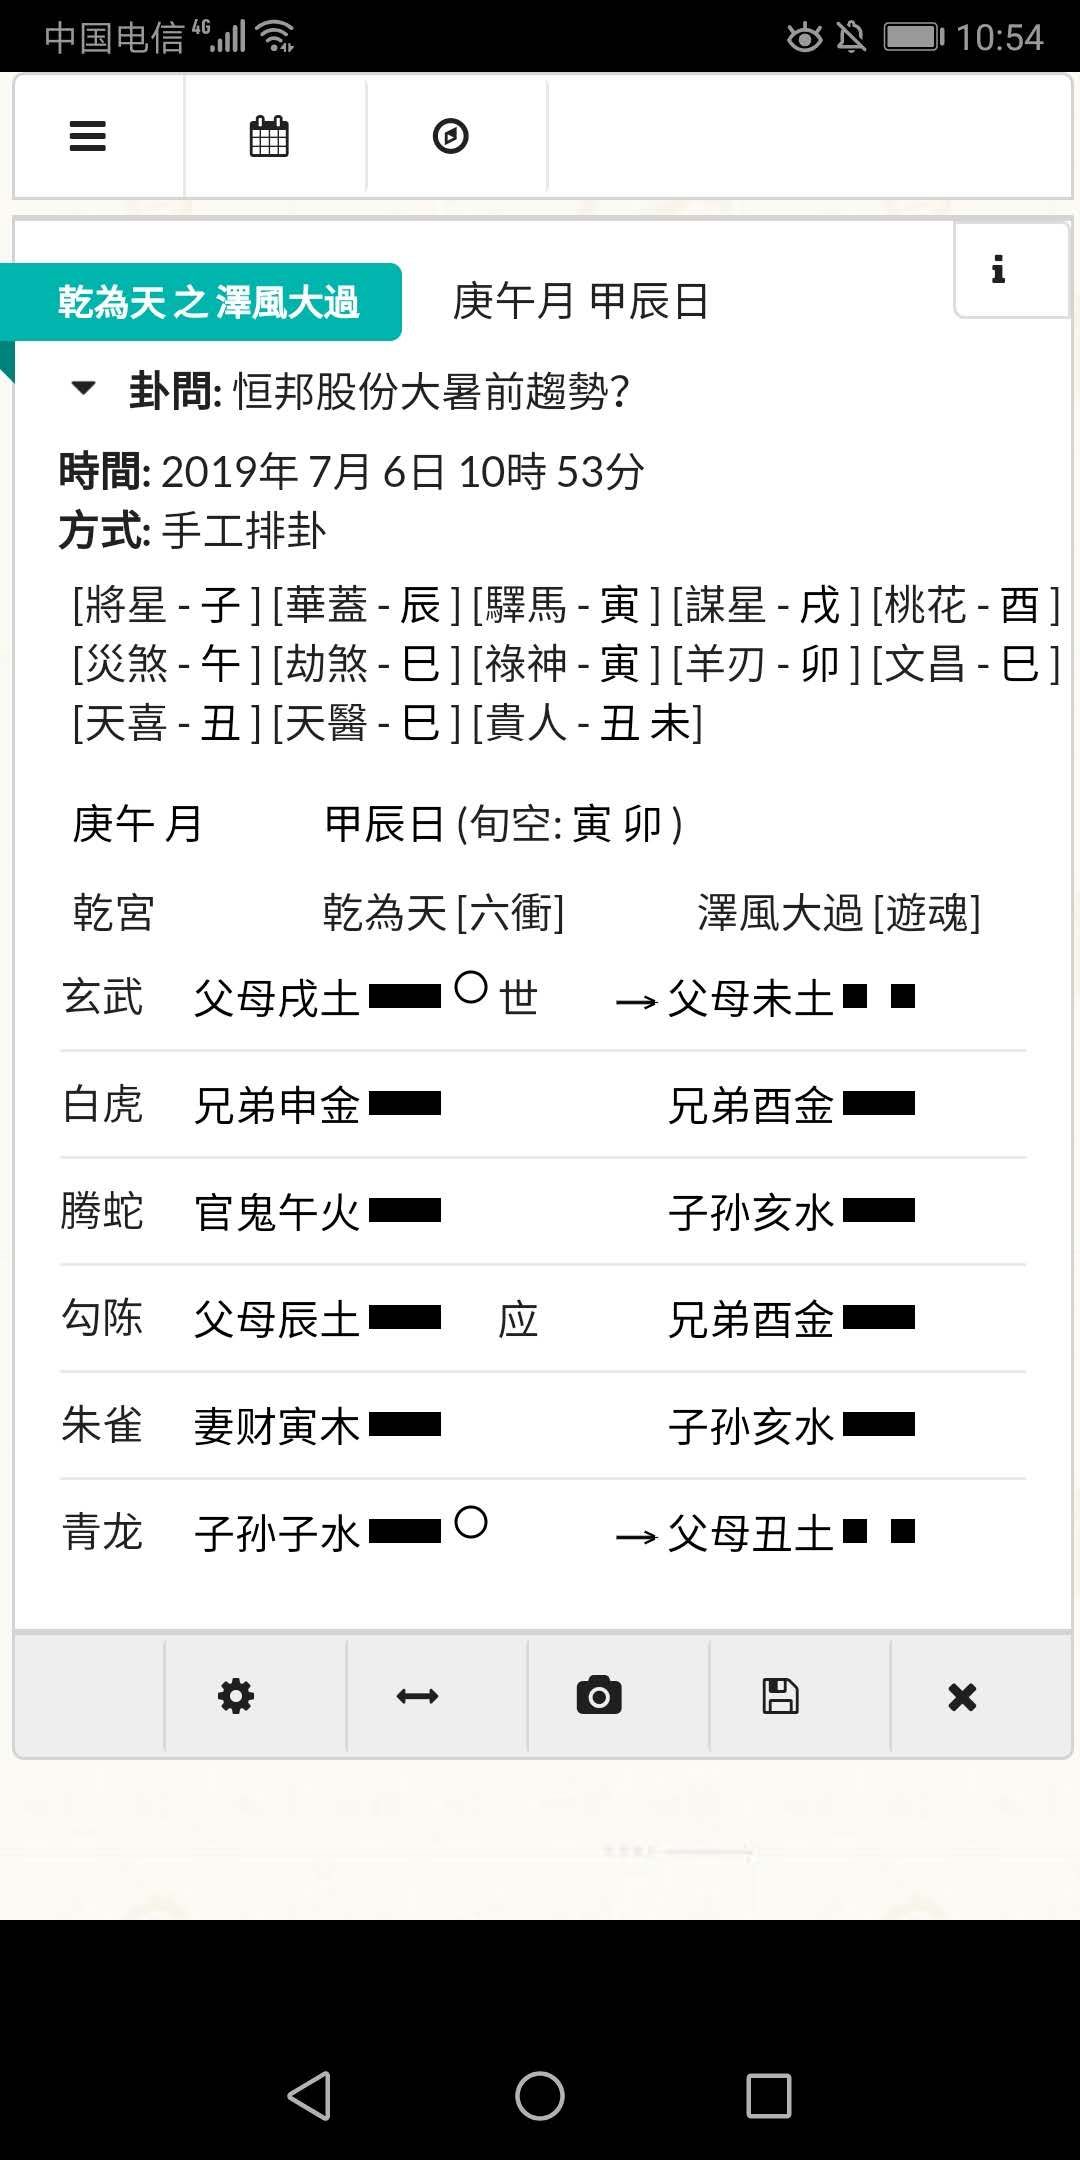 中国电信 4G 10:54
乾為天 之 澤風大過 庚午月 甲辰日
卦問: 恒邦股份大暑前趨勢？
時間: 2019年 7月 6日 10時 53分
方式: 手工排卦
[將星 - 子 ] [華蓋 - 辰 ] [驛馬 - 寅 ] [謀星 - 戌 ] [桃花 - 酉 ]
[災煞 - 午 ] [劫煞 - 巳 ] [祿神 - 寅 ] [羊刃 - 卯 ] [文昌 - 巳 ]
[天喜 - 丑 ] [天醫 - 巳 ] [貴人 - 丑 未]
庚午 月 甲辰日 (旬空: 寅 卯 )
乾宮 乾為天 [六衝] 澤風大過 [遊魂]
玄武 父母戌土 世 → 父母未土
白虎 兄弟申金 兄弟酉金
腾蛇 官鬼午火 子孙亥水
勾陈 父母辰土 应 兄弟酉金
朱雀 妻财寅木 子孙亥水
青龙 子孙子水 → 父母丑土